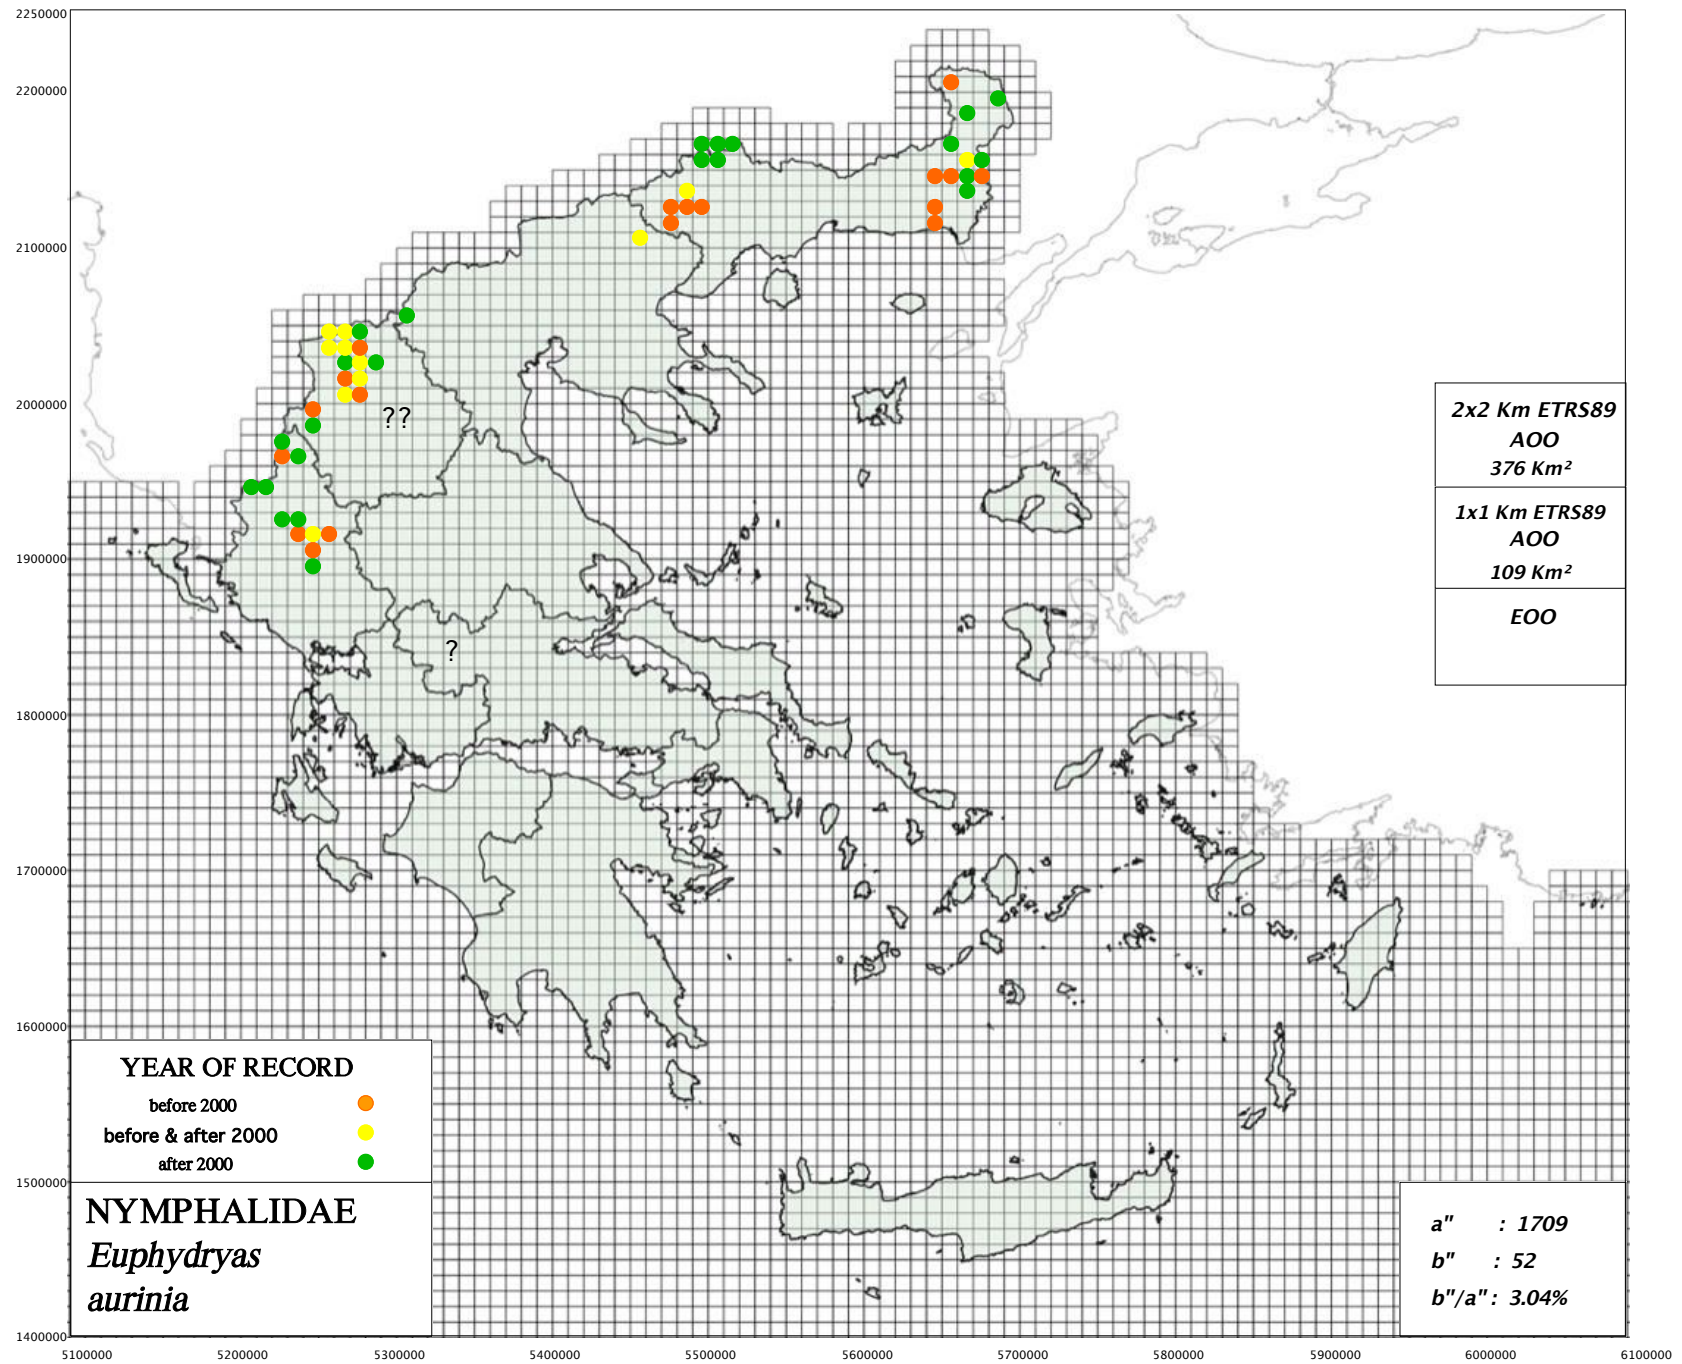 2250000
2200000
2100000
2000000
1900000
1800000
1700000
1600000
1500000
1400000
??
?
2x2 Km ETRS89
AOO
376 Km²
1x1 Km ETRS89
AOO
109 Km²
EOO
YEAR OF RECORD
before 2000
before & after 2000
after 2000
NYMPHALIDAE
Euphydryas
aurinia
a" : 1709
b" : 52
b"/a" : 3.04%
5100000 5200000 5300000 5400000 5500000 5600000 5700000 5800000 5900000 6000000 6100000